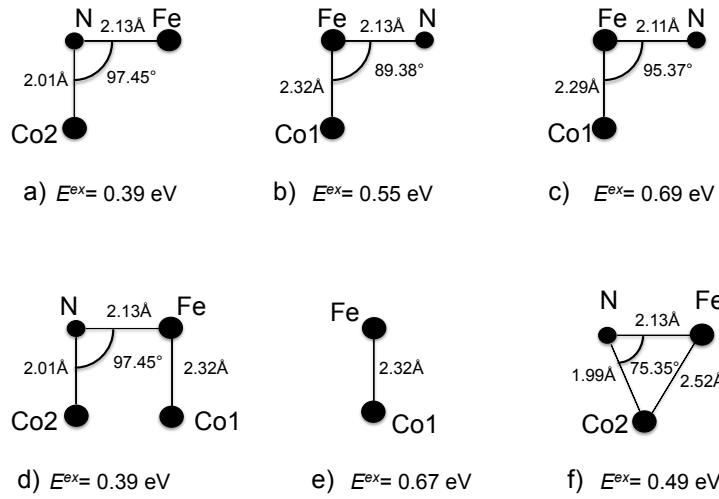 N 2.13Å Fe
2.01Å 97.45°
Co2
a) E^ex= 0.39 eV
Fe 2.13Å N
2.32Å 89.38°
Co1
b) E^ex= 0.55 eV
Fe 2.11Å N
2.29Å 95.37°
Co1
c) E^ex= 0.69 eV
N 2.13Å Fe
2.01Å 97.45° 2.32Å
Co2 Co1
d) E^ex= 0.39 eV
Fe
2.32Å
Co1
e) E^ex= 0.67 eV
N 2.13Å Fe
1.99Å 75.35° 2.52Å
Co2
f) E^ex= 0.49 eV